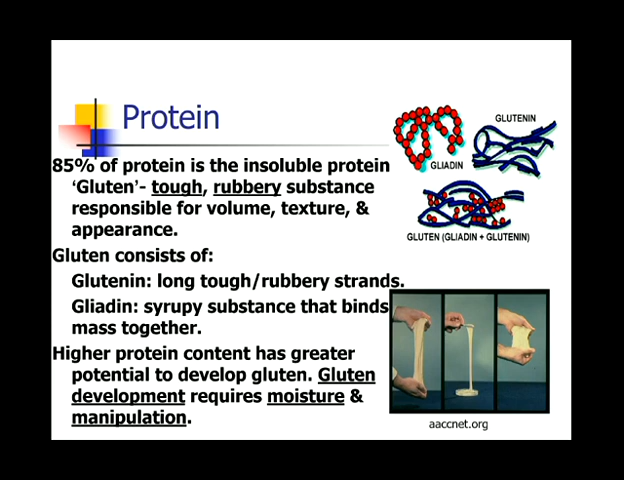 Protein
85% of protein is the insoluble protein
‘Gluten’- tough, rubbery substance
responsible for volume, texture, &
appearance.
Gluten consists of:
Glutenin: long tough/rubbery strands.
Gliadin: syrupy substance that binds
mass together.
Higher protein content has greater
potential to develop gluten. Gluten
development requires moisture &
manipulation.
GLUTENIN
GLIADIN
GLUTEN (GLIADIN + GLUTENIN)
aaccnet.org